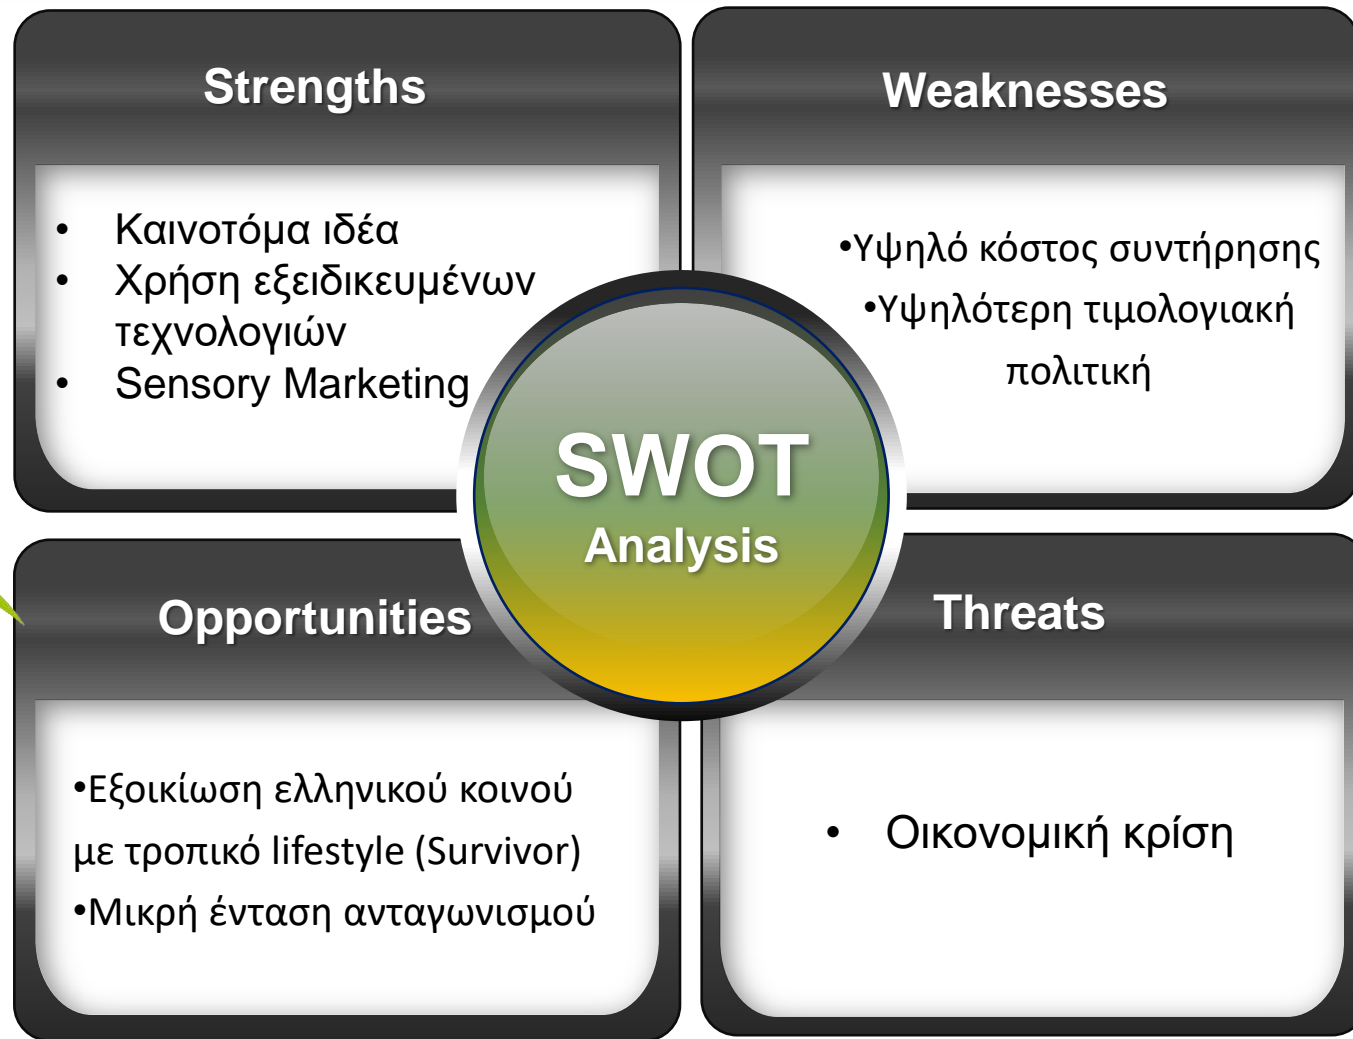 Strengths
• Καινοτόμα ιδέα
• Χρήση εξειδικευμένων
τεχνολογιών
• Sensory Marketing
Weaknesses
•Υψηλό κόστος συντήρησης
•Υψηλότερη τιμολογιακή
πολιτική
SWOT
Analysis
Opportunities
•Εξοικίωση ελληνικού κοινού
με τροπικό lifestyle (Survivor)
•Μικρή ένταση ανταγωνισμού
Threats
• Οικονομική κρίση